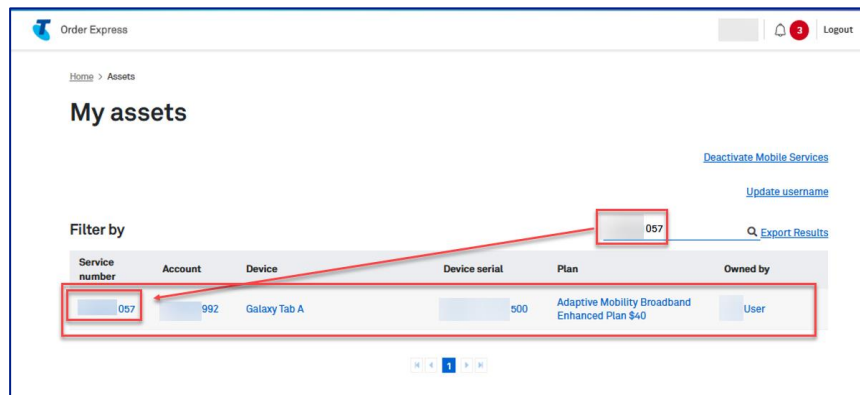 T Order Express
3 Logout
Home > Assets
My assets
Deactivate Mobile Services
Update username
Filter by
057
Export Results
Service number Account Device Device serial Plan Owned by
057 992 Galaxy Tab A 500 Adaptive Mobility Broadband User
Enhanced Plan $40
1